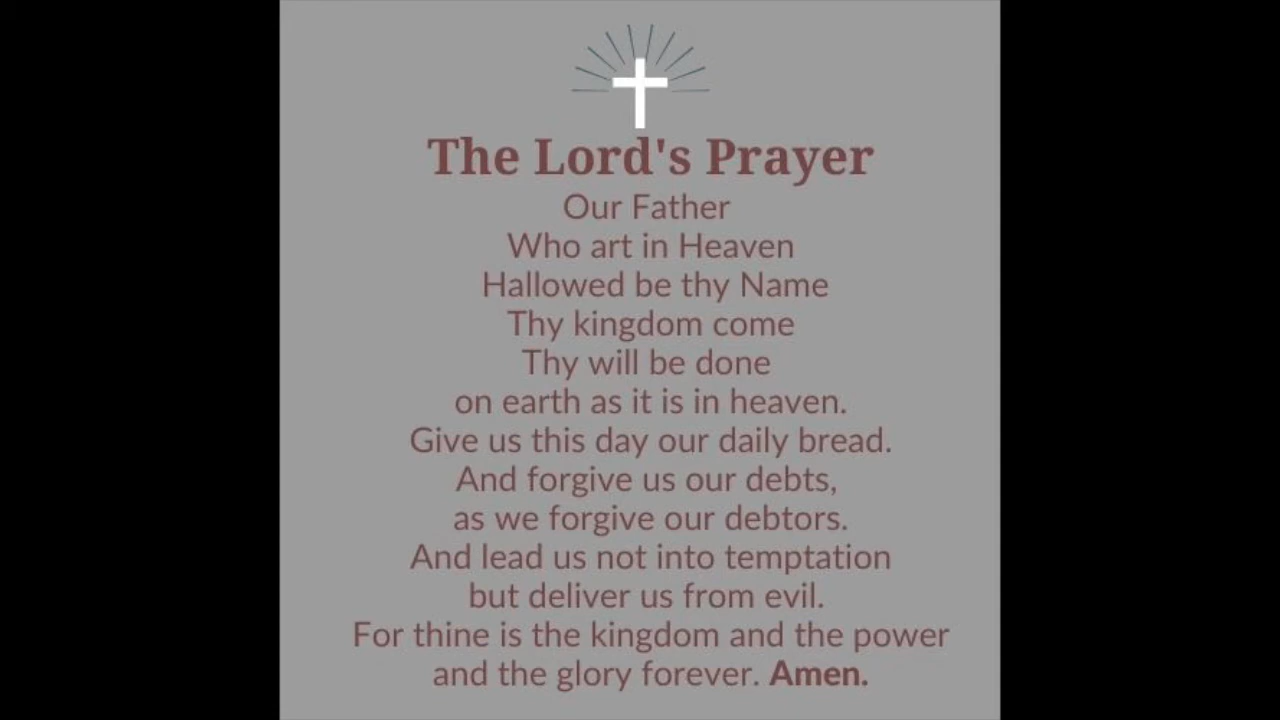 The Lord's Prayer
Our Father
Who art in Heaven
Hallowed be thy Name
Thy kingdom come
Thy will be done
on earth as it is in heaven.
Give us this day our daily bread.
And forgive us our debts,
as we forgive our debtors.
And lead us not into temptation
but deliver us from evil.
For thine is the kingdom and the power
and the glory forever. Amen.